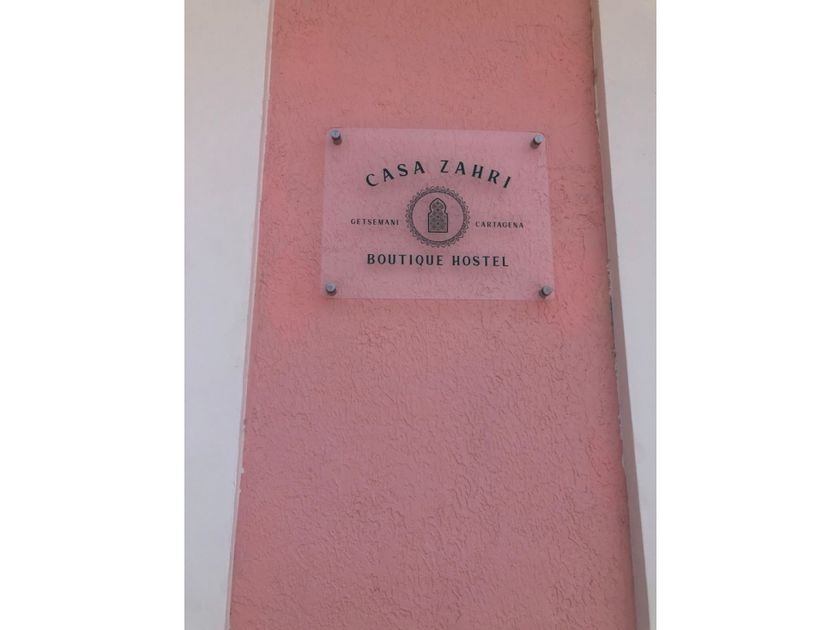 CASA ZAHRI
GETSEMANI CARTAGENA
BOUTIQUE HOSTEL